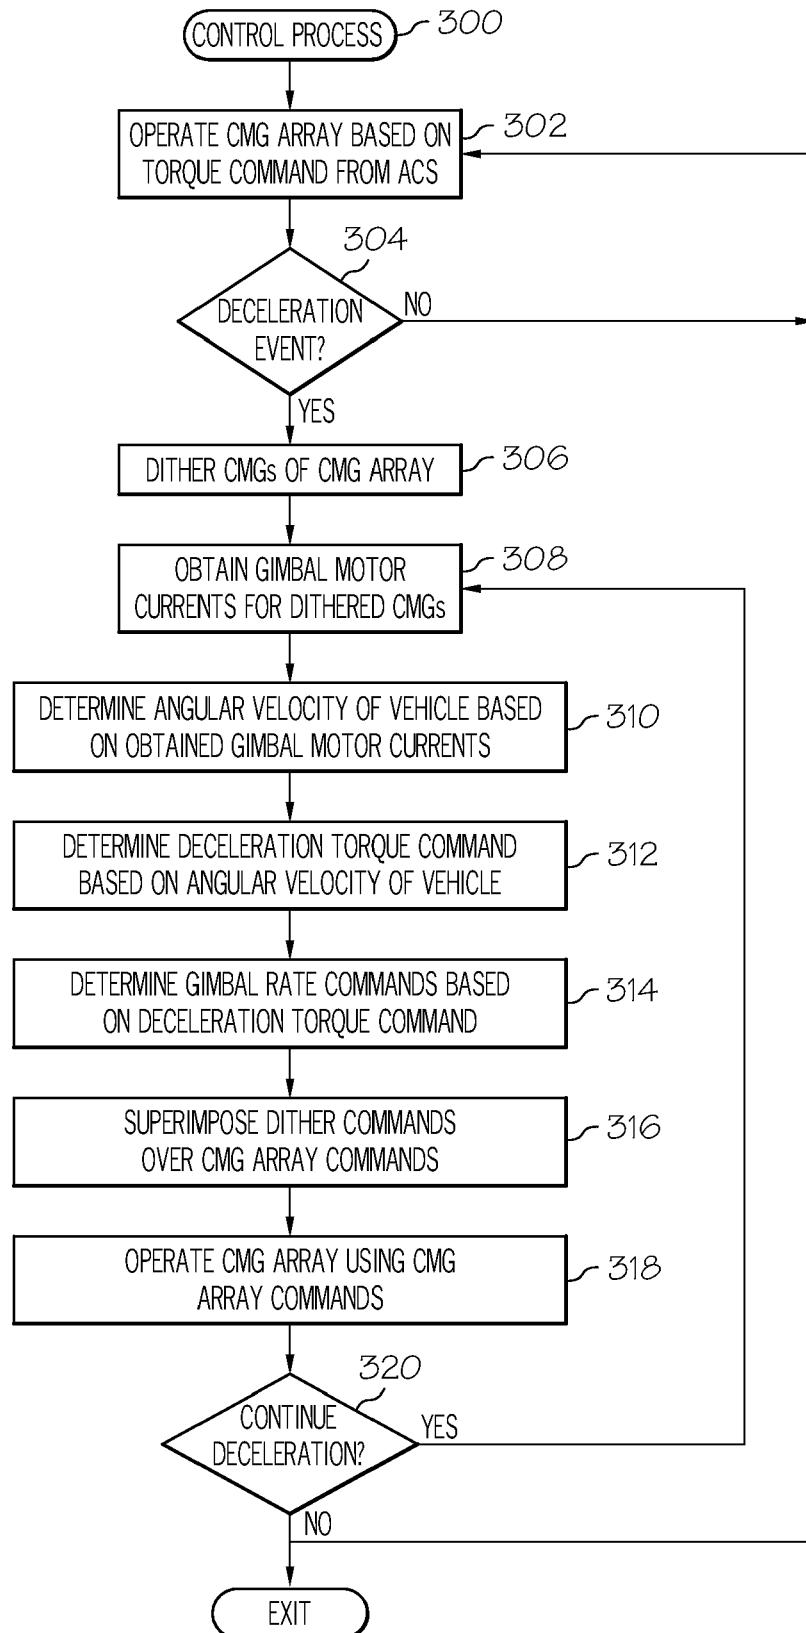 CONTROL PROCESS
300
OPERATE CMG ARRAY BASED ON
TORQUE COMMAND FROM ACS
302
304
DECELERATION
EVENT?
NO
YES
DITHER CMGs OF CMG ARRAY
306
OBTAIN GIMBAL MOTOR
CURRENTS FOR DITHERED CMGs
308
DETERMINE ANGULAR VELOCITY OF VEHICLE BASED
ON OBTAINED GIMBAL MOTOR CURRENTS
310
DETERMINE DECELERATION TORQUE COMMAND
BASED ON ANGULAR VELOCITY OF VEHICLE
312
DETERMINE GIMBAL RATE COMMANDS BASED
ON DECELERATION TORQUE COMMAND
314
SUPERIMPOSE DITHER COMMANDS
OVER CMG ARRAY COMMANDS
316
OPERATE CMG ARRAY USING CMG
ARRAY COMMANDS
318
320
CONTINUE
DECELERATION?
YES
NO
EXIT